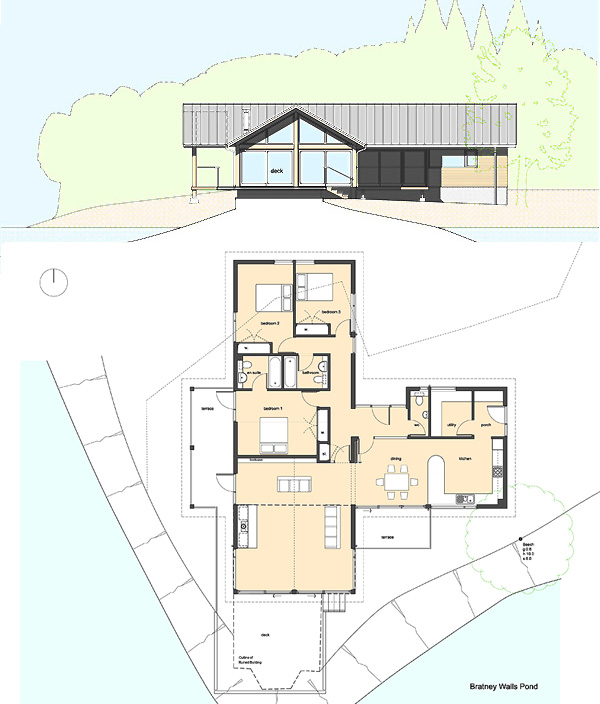 deck
bedroom 2
bedroom 3
en-suite
bathroom
terrace
bedroom 1
wc
utility
porch
dining
kitchen
terrace
Beech
deck
Outline of
Ruined Building
Bratney Walls Pond